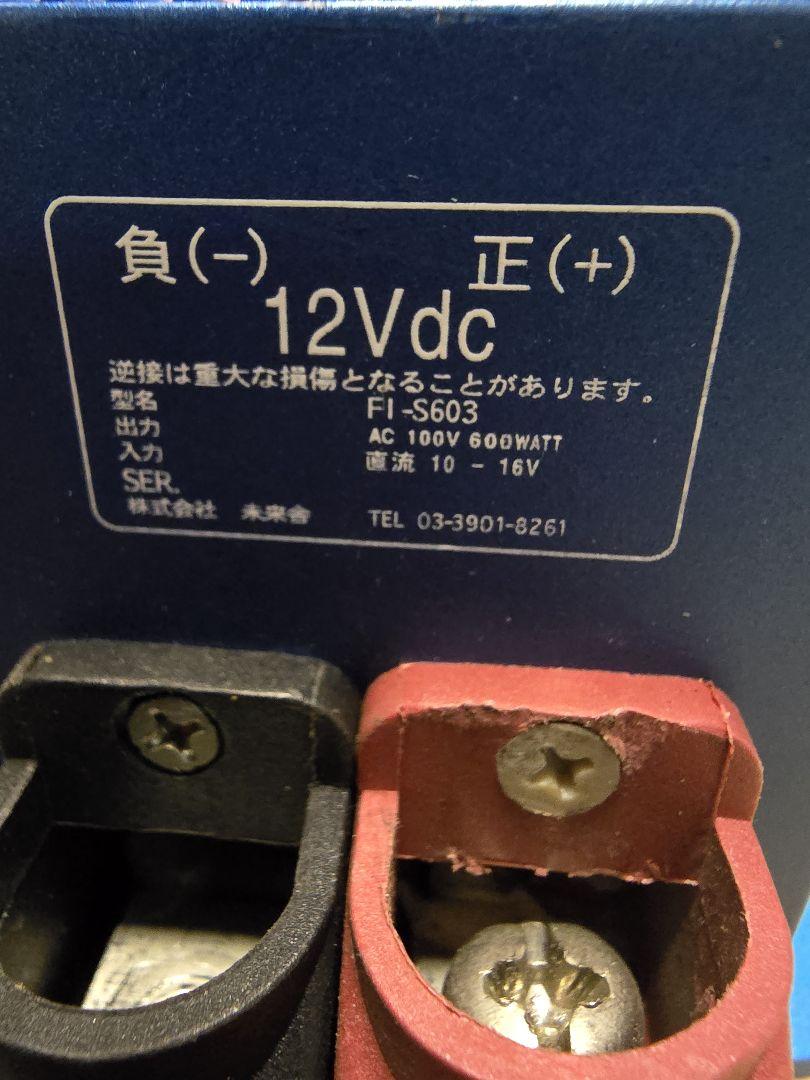 負(−) 正(+)
12Vdc
逆接は重大な損傷となることがあります。
型名 FI-S603
出力 AC 100V 600WATT
入力 直流 10 - 16V
SER.
株式会社 未来舎 TEL 03-3901-8261